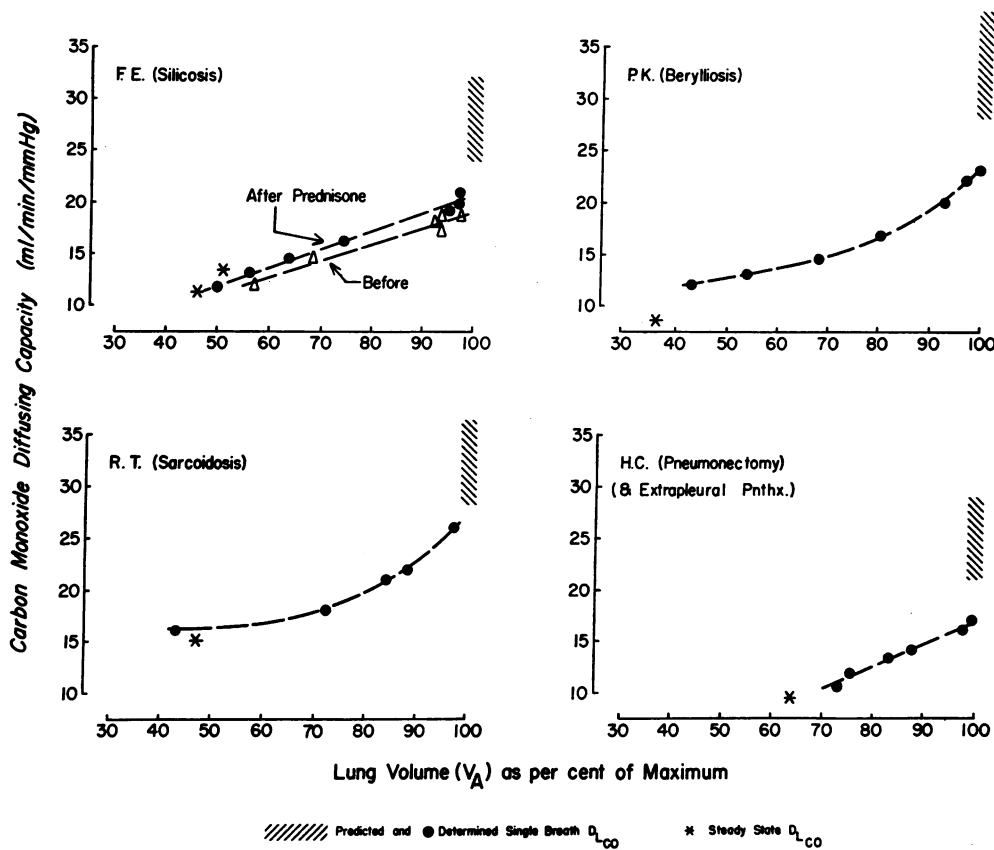 Carbon Monoxide Diffusing Capacity (ml/min/mmHg)
35
30
25
20
15
10
F. E. (Silicosis)
After Prednisone
Before
30 40 50 60 70 80 90 100
35
30
25
20
15
10
P.K. (Berylliosis)
30 40 50 60 70 80 90 100
35
30
25
20
15
10
R. T. (Sarcoidosis)
30 40 50 60 70 80 90 100
35
30
25
20
15
10
H.C. (Pneumonectomy)
(& Extrapleural Pnthx.)
30 40 50 60 70 80 90 100
Lung Volume (VA) as per cent of Maximum
Predicted and ● Determined Single Breath DLCO * Steady State DLCO